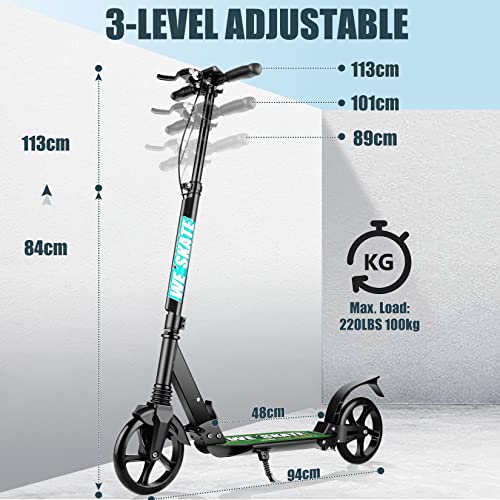 3-LEVEL ADJUSTABLE
113cm
101cm
89cm
113cm
84cm
WE SKATE
KG
Max. Load:
220LBS 100kg
48cm
WE SKATE
94cm